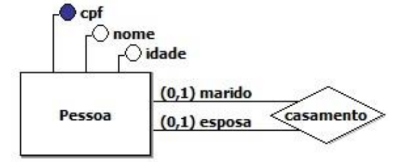 cpf
nome
idade
(0,1) marido
Pessoa
casamento
(0,1) esposa